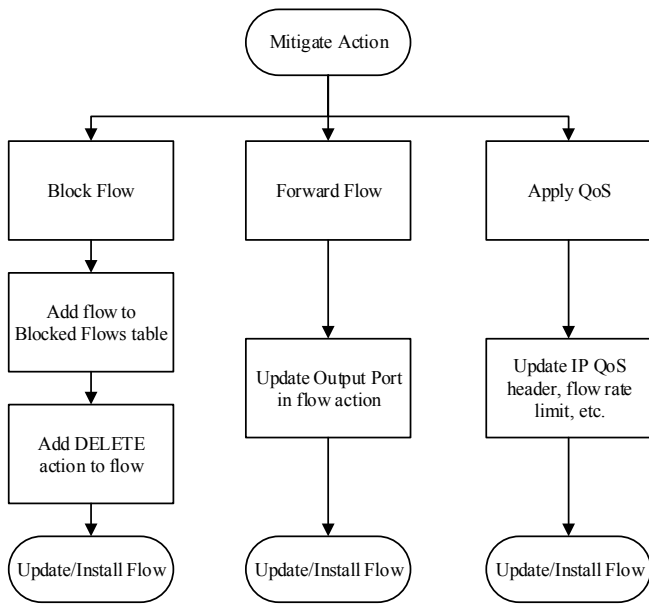 Mitigate Action
Block Flow
Forward Flow
Apply QoS
Add flow to
Blocked Flows table
Update Output Port
in flow action
Update IP QoS
header, flow rate
limit, etc.
Add DELETE
action to flow
Update/Install Flow
Update/Install Flow
Update/Install Flow